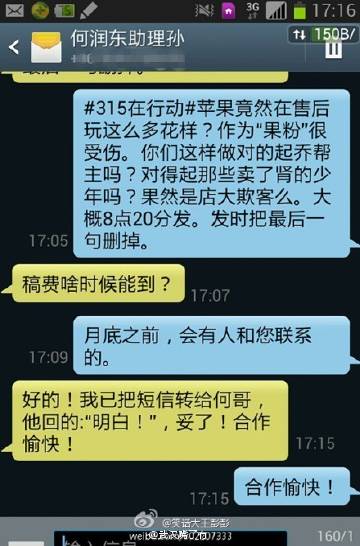 3G
17:16
何润东助理孙
150B/
#315在行动#苹果竟然在售后
玩这么多花样？作为“果粉”很
受伤。你们这样做对的起乔帮
主吗？对得起那些卖了肾的少
年吗？果然是店大欺客么。大
概8点20分发。发时把最后一
句删掉。
17:05
稿费啥时候能到？
17:07
月底之前，会有人和您联系
的。
17:09
好的！我已把短信转给何哥，
他回的:“明白！”，妥了！合作
愉快！
17:15
合作愉快！
17:15
@笑话大王彭彭
160/1